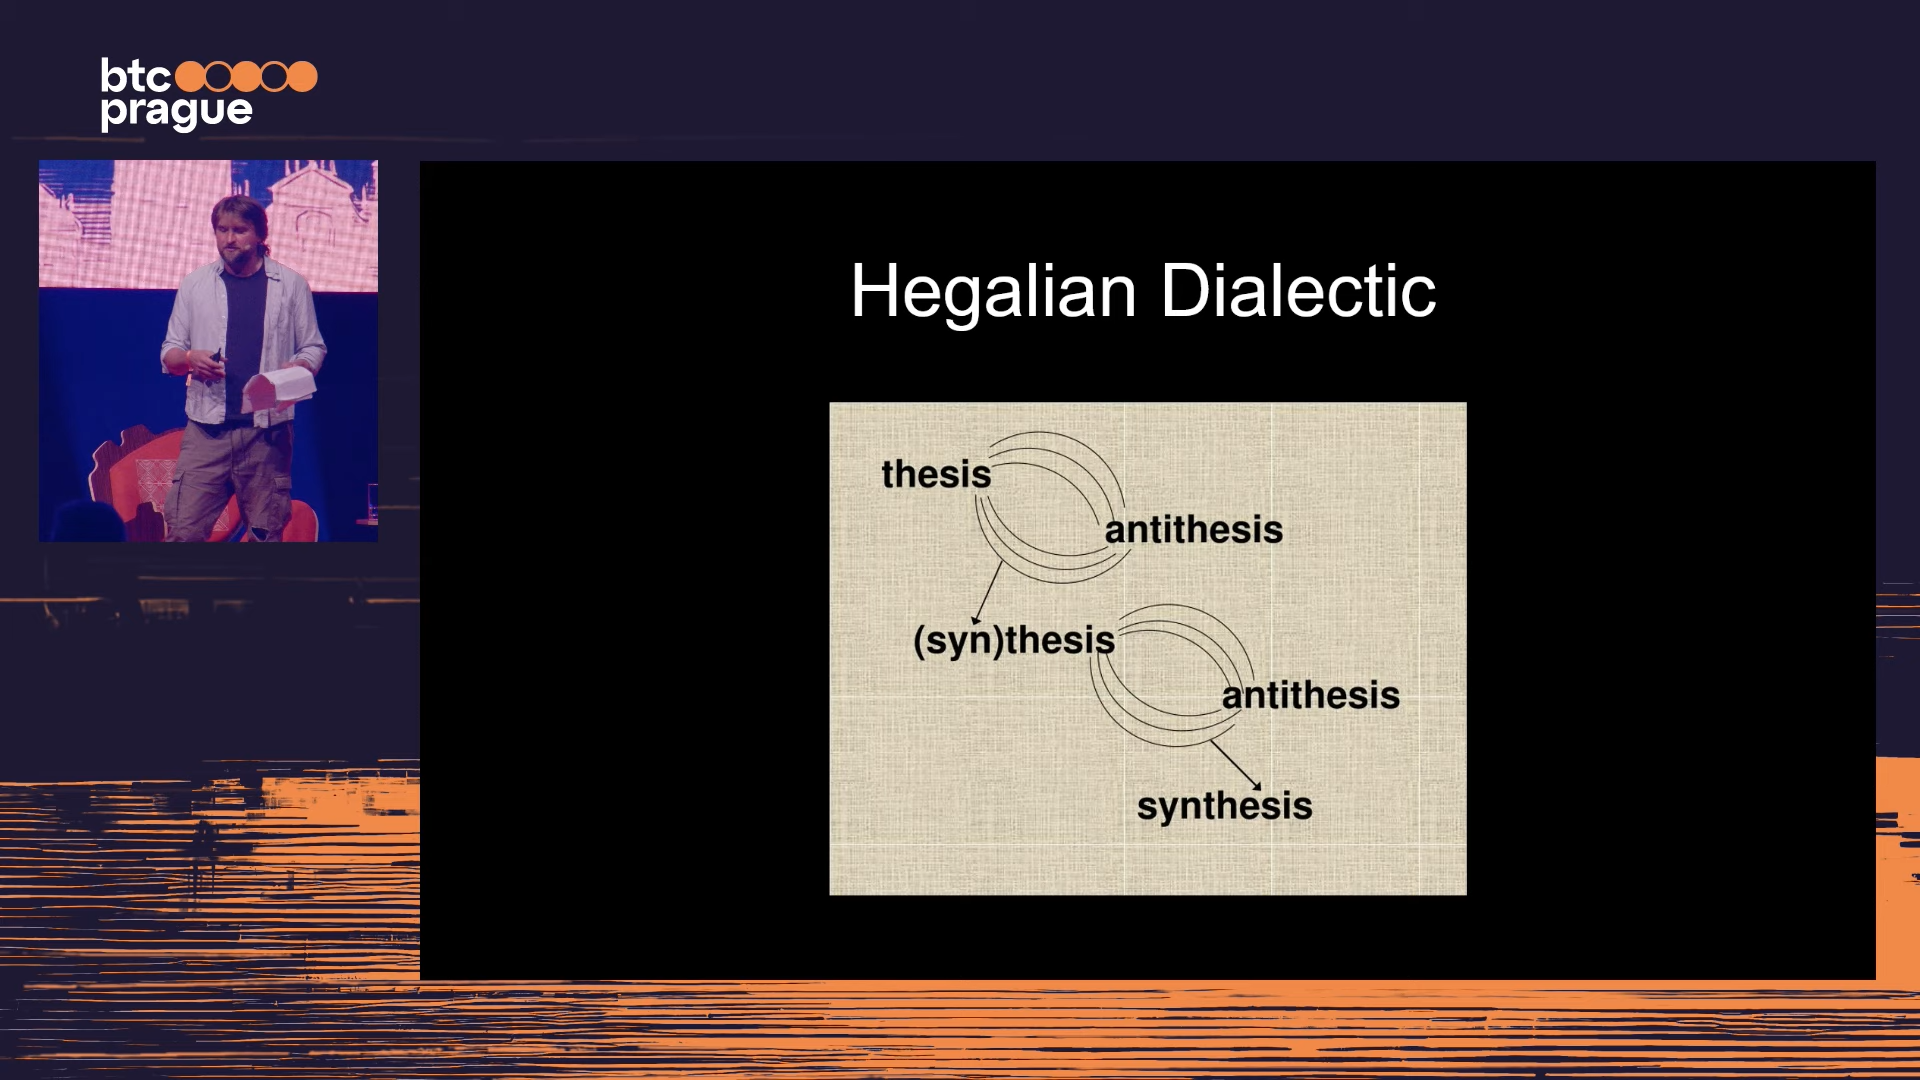 btc
prague
Hegalian Dialectic
thesis
antithesis
(syn)thesis
antithesis
synthesis